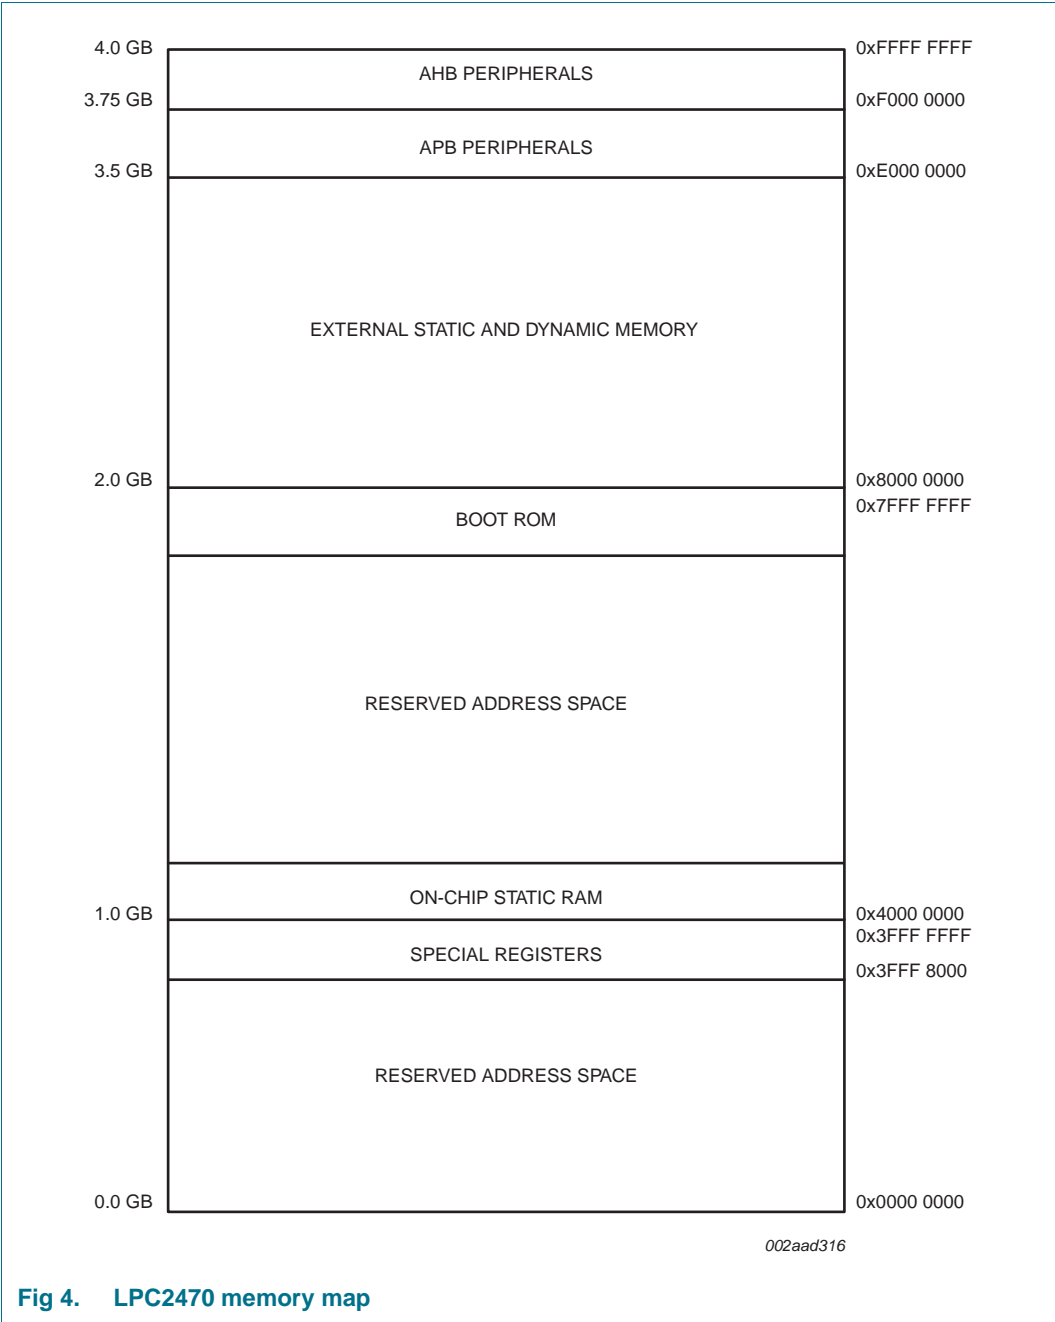 4.0 GB 0xFFFF FFFF
AHB PERIPHERALS
3.75 GB 0xF000 0000
APB PERIPHERALS
3.5 GB 0xE000 0000
EXTERNAL STATIC AND DYNAMIC MEMORY
2.0 GB 0x8000 0000
0x7FFF FFFF
BOOT ROM
RESERVED ADDRESS SPACE
ON-CHIP STATIC RAM
1.0 GB 0x4000 0000
0x3FFF FFFF
SPECIAL REGISTERS
0x3FFF 8000
RESERVED ADDRESS SPACE
0.0 GB 0x0000 0000
002aad316
Fig 4. LPC2470 memory map